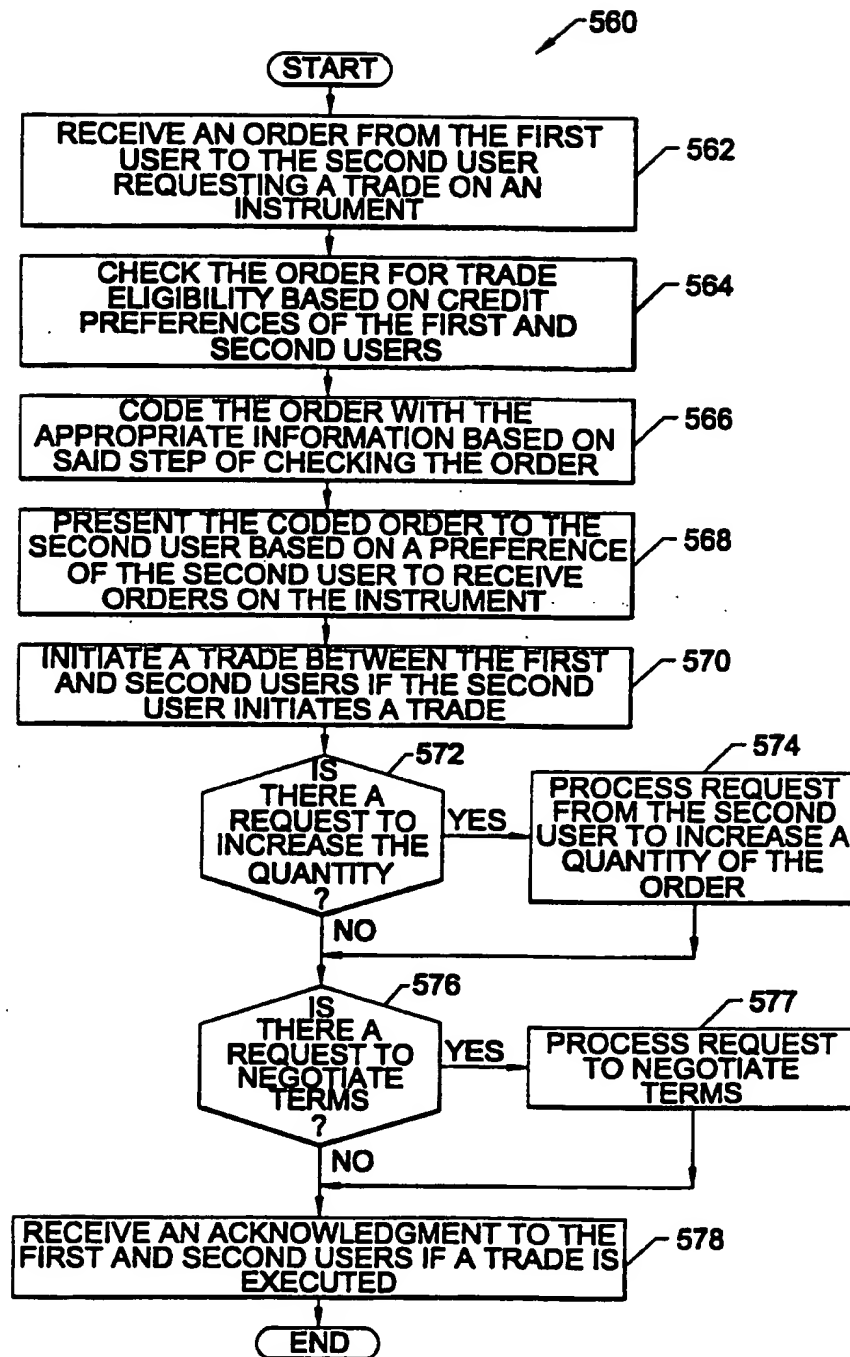 560
START
RECEIVE AN ORDER FROM THE FIRST
USER TO THE SECOND USER
REQUESTING A TRADE ON AN
INSTRUMENT
562
CHECK THE ORDER FOR TRADE
ELIGIBILITY BASED ON CREDIT
PREFERENCES OF THE FIRST AND
SECOND USERS
564
CODE THE ORDER WITH THE
APPROPRIATE INFORMATION BASED ON
SAID STEP OF CHECKING THE ORDER
566
PRESENT THE CODED ORDER TO THE
SECOND USER BASED ON A PREFERENCE
OF THE SECOND USER TO RECEIVE
ORDERS ON THE INSTRUMENT
568
INITIATE A TRADE BETWEEN THE FIRST
AND SECOND USERS IF THE SECOND
USER INITIATES A TRADE
570
572
IS
THERE A
REQUEST TO
INCREASE THE
QUANTITY
?
YES
574
PROCESS REQUEST
FROM THE SECOND
USER TO INCREASE A
QUANTITY OF THE
ORDER
NO
576
IS
THERE A
REQUEST TO
NEGOTIATE
TERMS
?
YES
577
PROCESS REQUEST
TO NEGOTIATE
TERMS
NO
RECEIVE AN ACKNOWLEDGMENT TO THE
FIRST AND SECOND USERS IF A TRADE IS
EXECUTED
578
END